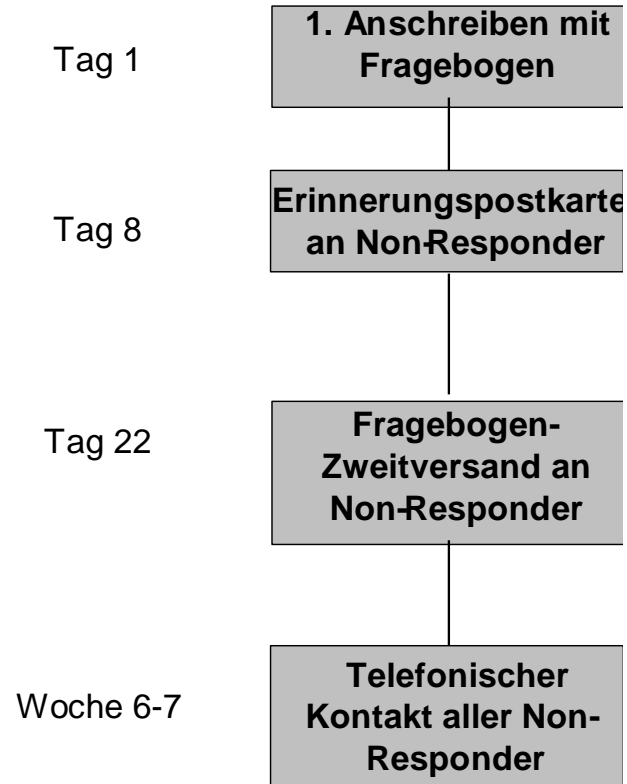 Tag 1
1. Anschreiben mit
Fragebogen
Tag 8
Erinnerungspostkarte
an Non-Responder
Tag 22
Fragebogen-
Zweitversand an
Non-Responder
Woche 6-7
Telefonischer
Kontakt aller Non-
Responder